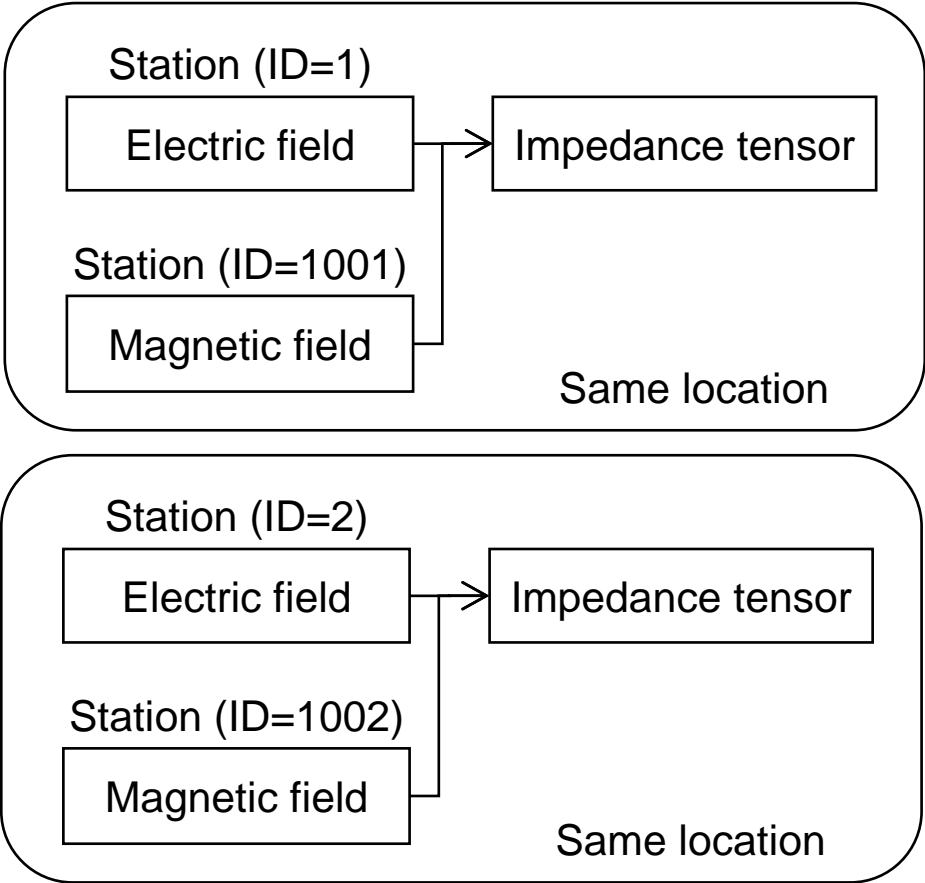 Station (ID=1)
Electric field
Impedance tensor
Station (ID=1001)
Magnetic field
Same location
Station (ID=2)
Electric field
Impedance tensor
Station (ID=1002)
Magnetic field
Same location